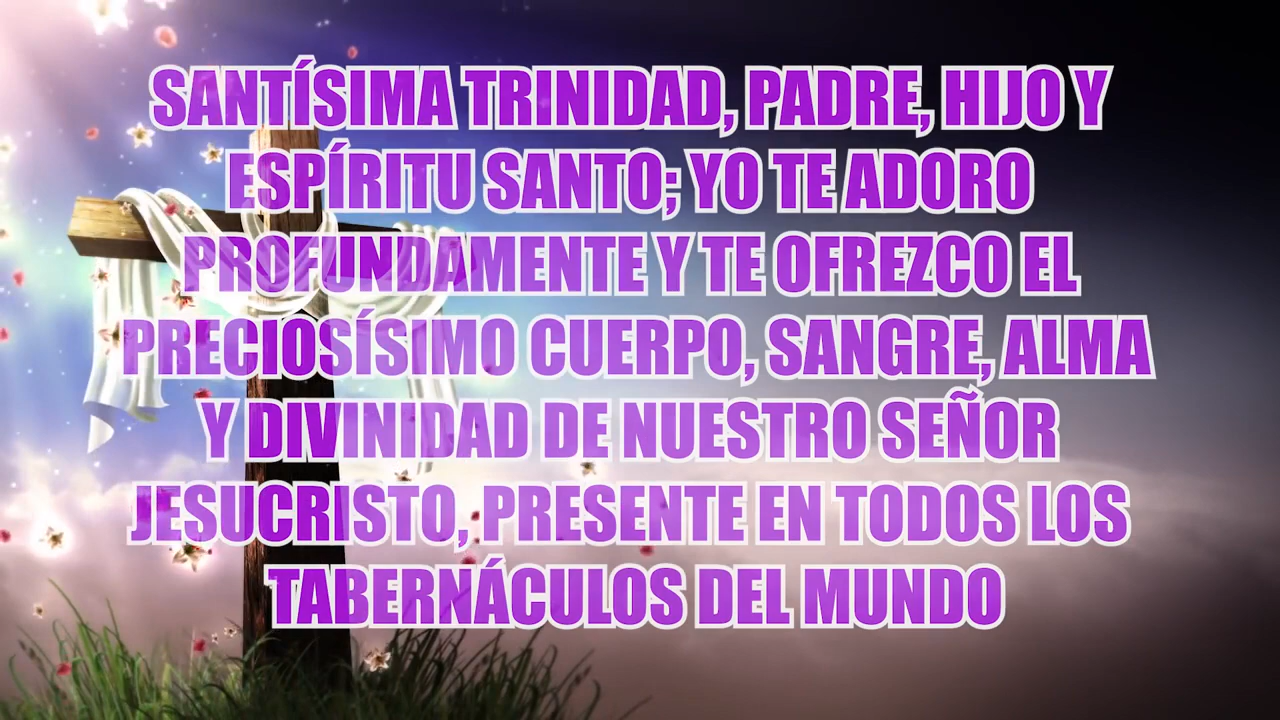 SANTÍSIMA TRINIDAD, PADRE, HIJO Y
ESPÍRITU SANTO; YO TE ADORO
PROFUNDAMENTE Y TE OFREZCO EL
PRECIOSÍSIMO CUERPO, SANGRE, ALMA
Y DIVINIDAD DE NUESTRO SEÑOR
JESUCRISTO, PRESENTE EN TODOS LOS
TABERNÁCULOS DEL MUNDO